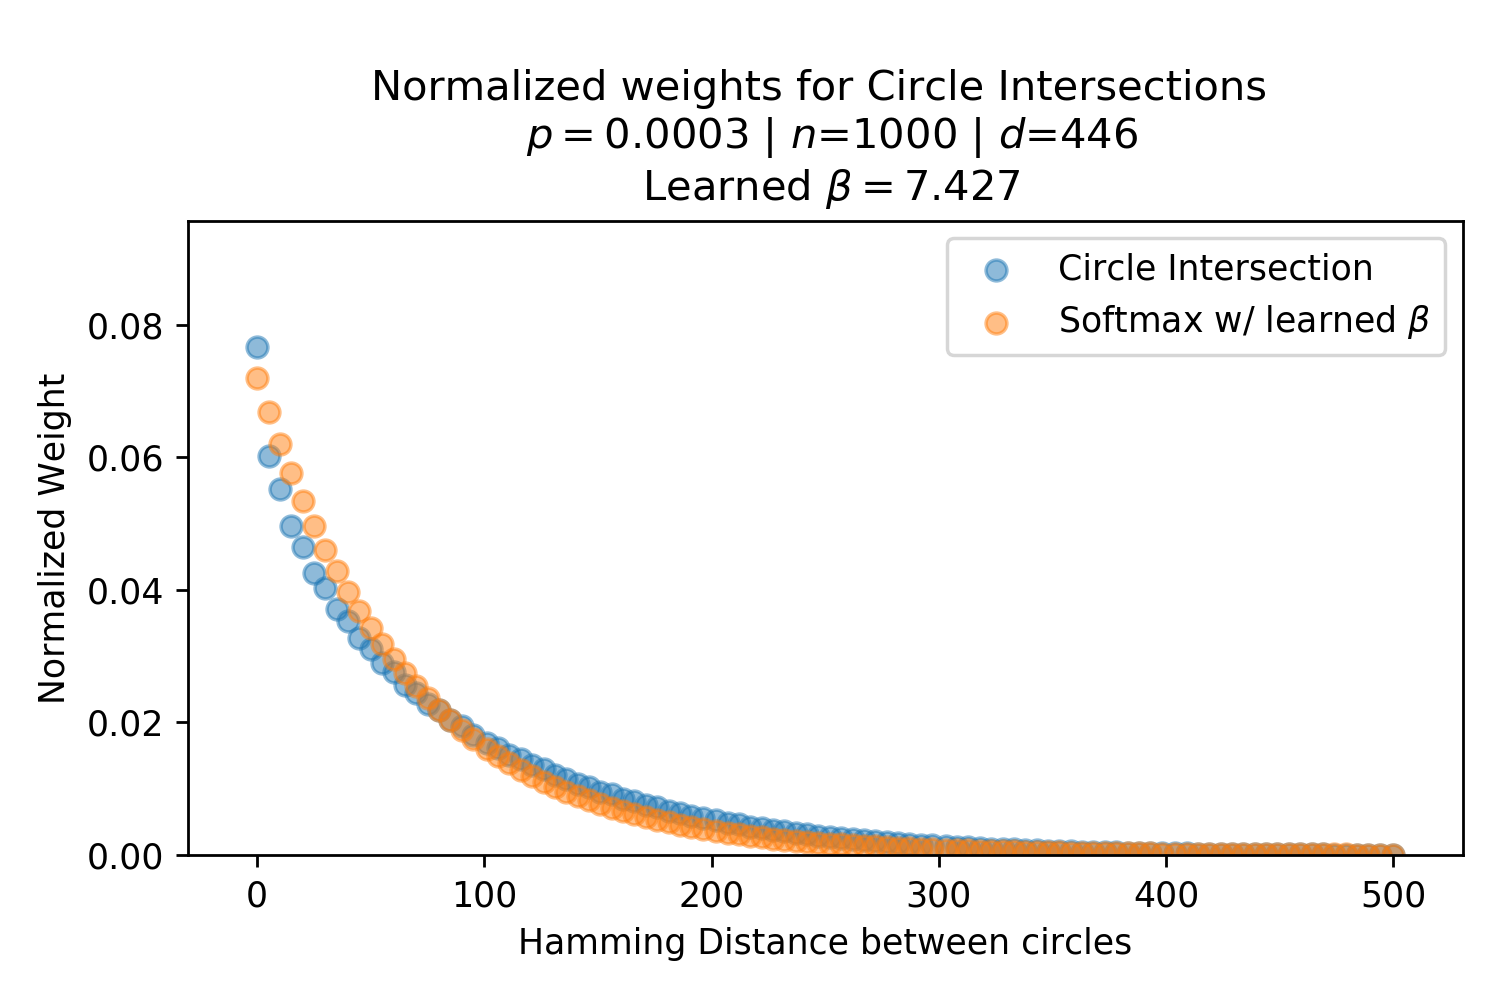 Normalized weights for Circle Intersections
p = 0.0003 | n=1000 | d=446
Learned β = 7.427
Circle Intersection
Softmax w/ learned β
Normalized Weight
0.08
0.06
0.04
0.02
0.00
0 100 200 300 400 500
Hamming Distance between circles